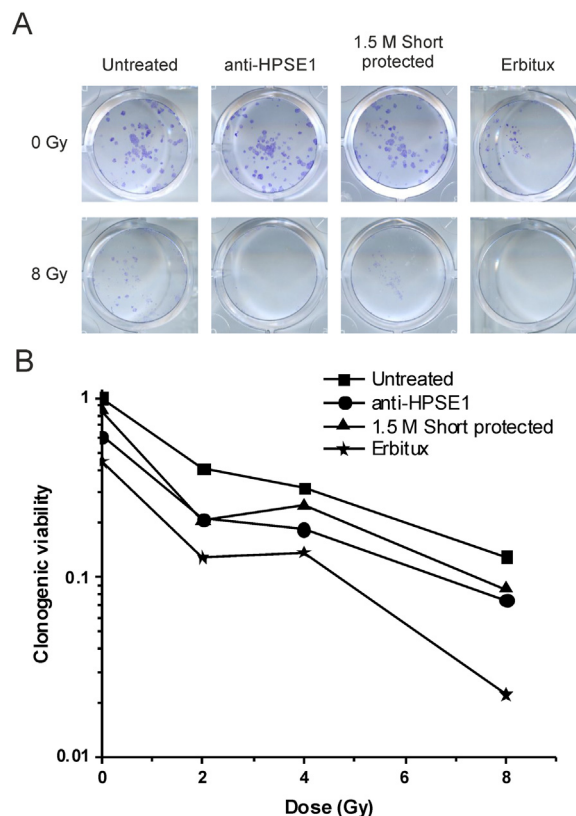 A
Untreated
anti-HPSE1
1.5 M Short
protected
Erbitux
0 Gy
8 Gy
B
Untreated
anti-HPSE1
1.5 M Short protected
Erbitux
Clonogenic viability
1
0.1
0.01
0
2
4
6
8
Dose (Gy)